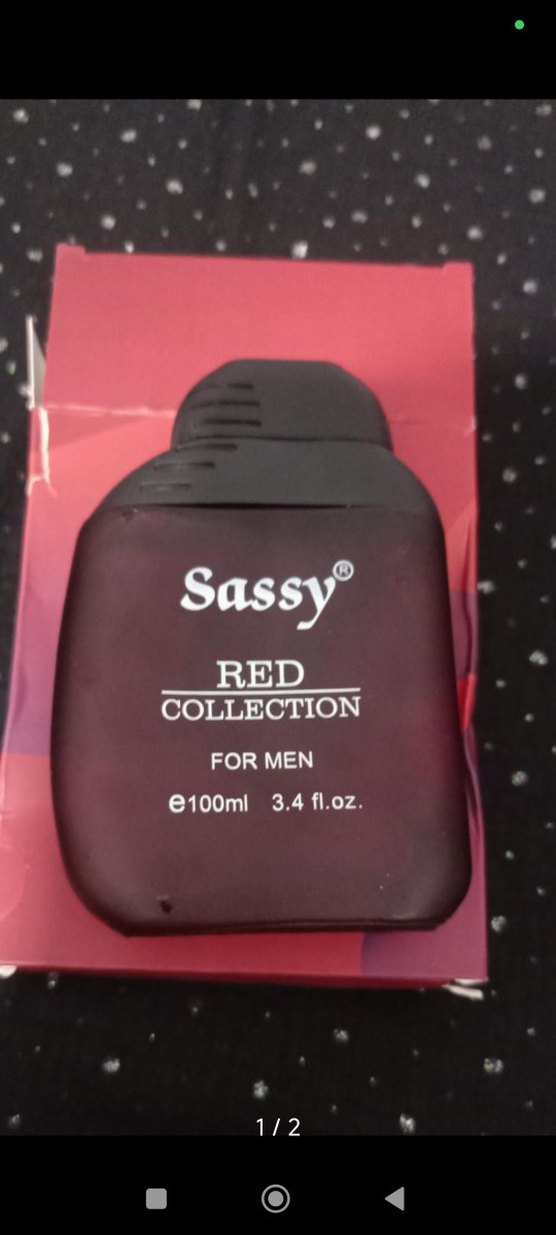 Sassy®
RED
COLLECTION
FOR MEN
℮100ml 3.4 fl.oz.
1 / 2